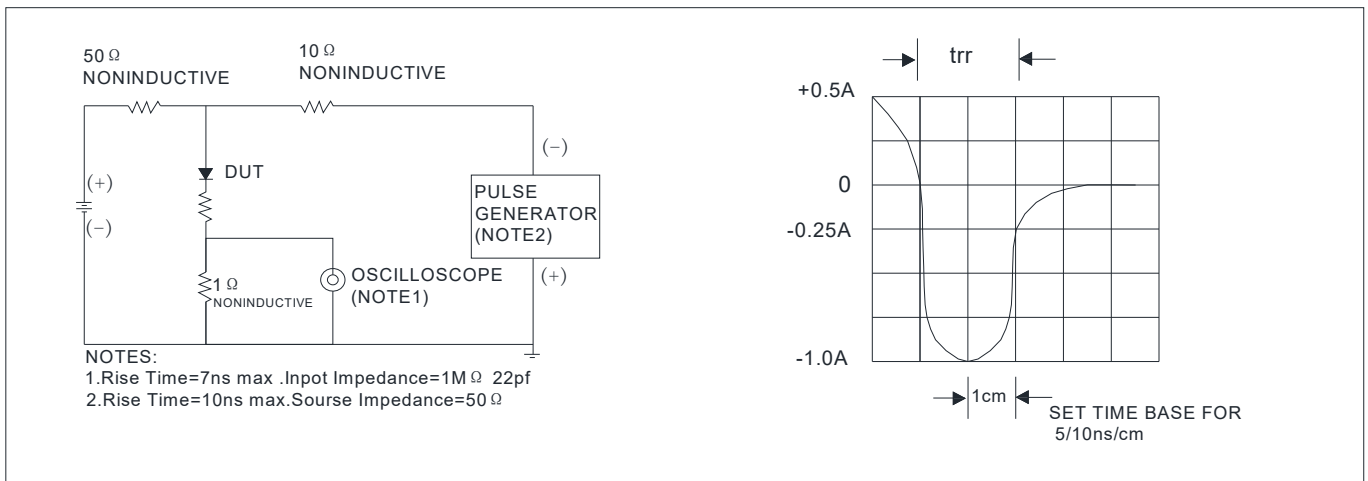 50 Ω
NONINDUCTIVE
10 Ω
NONINDUCTIVE
(+)
(−)
DUT
1 Ω
NONINDUCTIVE
OSCILLOSCOPE
(NOTE1)
(−)
PULSE
GENERATOR
(NOTE2)
(+)
NOTES:
1.Rise Time=7ns max .Inpot Impedance=1M Ω 22pf
2.Rise Time=10ns max.Sourse Impedance=50 Ω
trr
+0.5A
0
-0.25A
-1.0A
1cm
SET TIME BASE FOR
5/10ns/cm